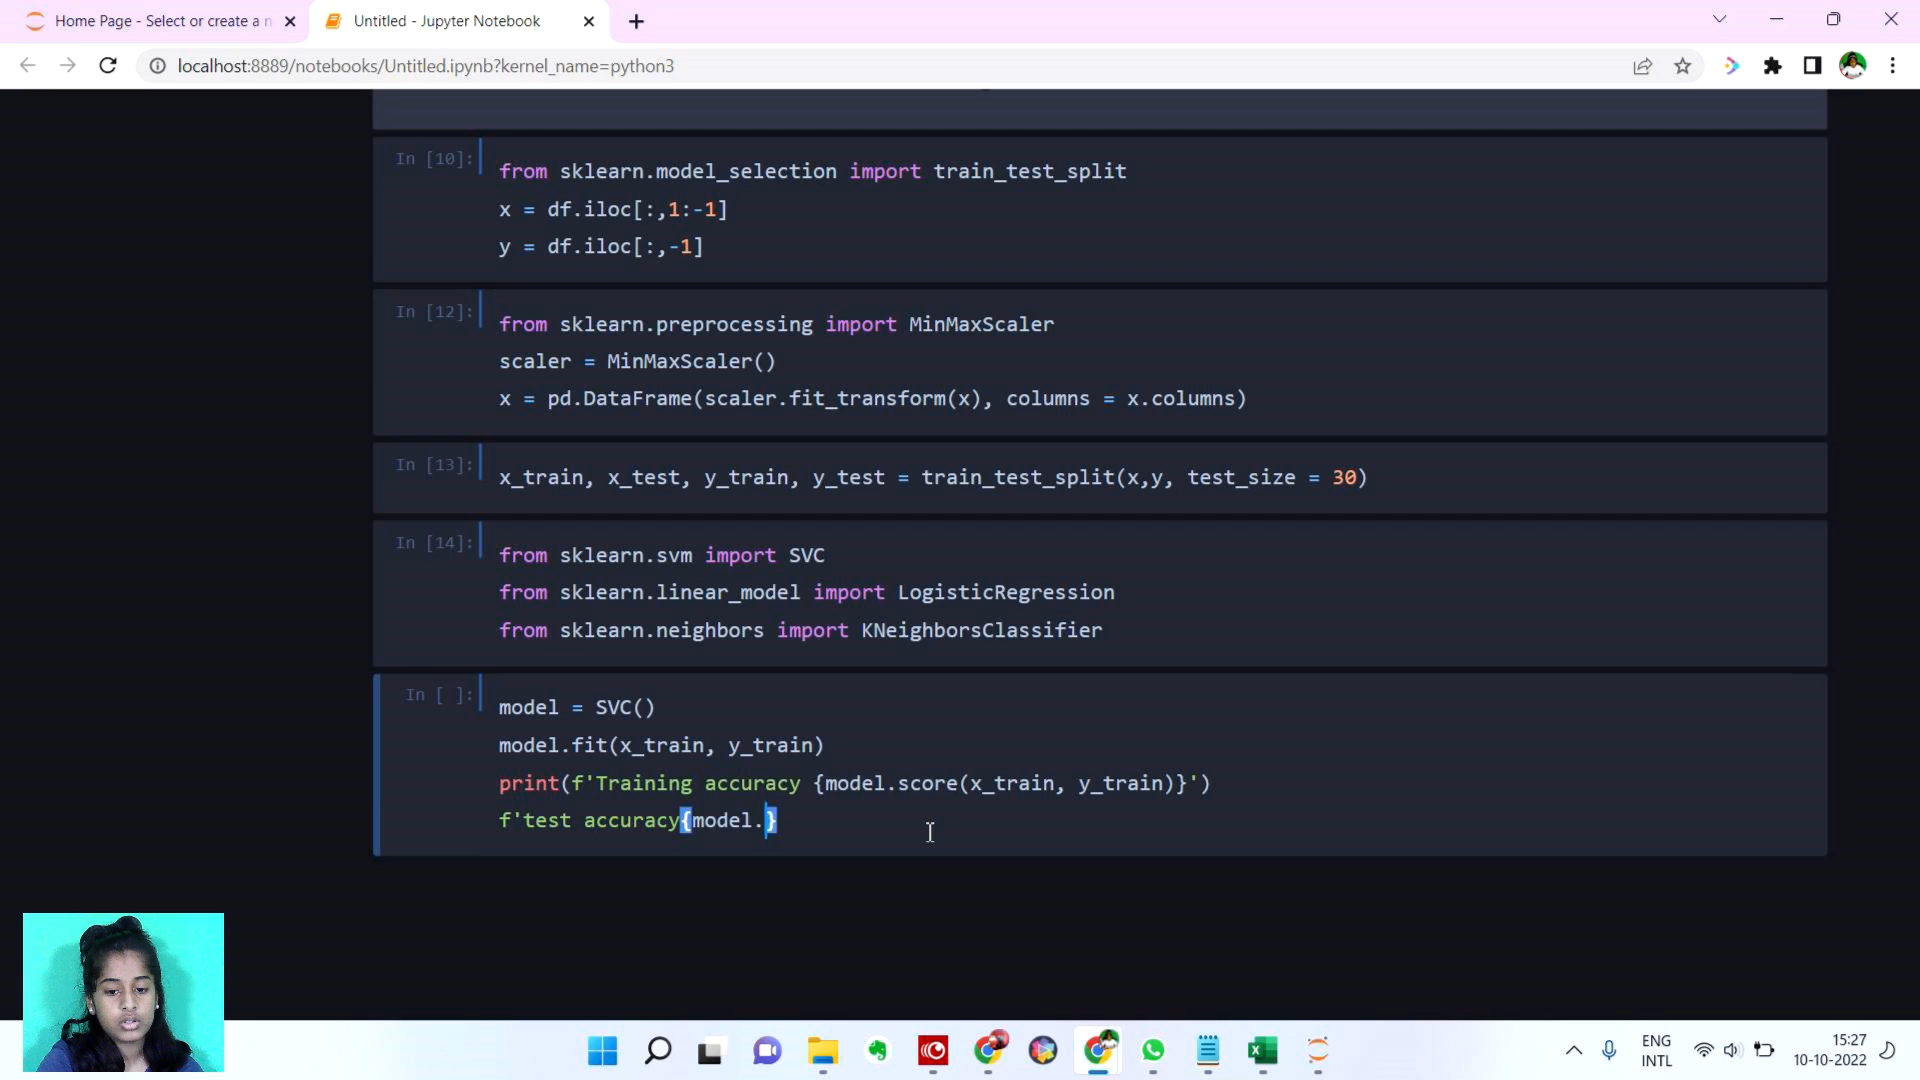 Home Page - Select or create a n
Untitled - Jupyter Notebook
localhost:8889/notebooks/Untitled.ipynb?kernel_name=python3
In [10]:
from sklearn.model_selection import train_test_split
x = df.iloc[:,1:-1]
y = df.iloc[:,-1]
In [12]:
from sklearn.preprocessing import MinMaxScaler
scaler = MinMaxScaler()
x = pd.DataFrame(scaler.fit_transform(x), columns = x.columns)
In [13]:
x_train, x_test, y_train, y_test = train_test_split(x,y, test_size = 30)
In [14]:
from sklearn.svm import SVC
from sklearn.linear_model import LogisticRegression
from sklearn.neighbors import KNeighborsClassifier
In [ ]:
model = SVC()
model.fit(x_train, y_train)
print(f'Training accuracy {model.score(x_train, y_train)}')
f'test accuracy{model.}
ENG
INTL
15:27
10-10-2022